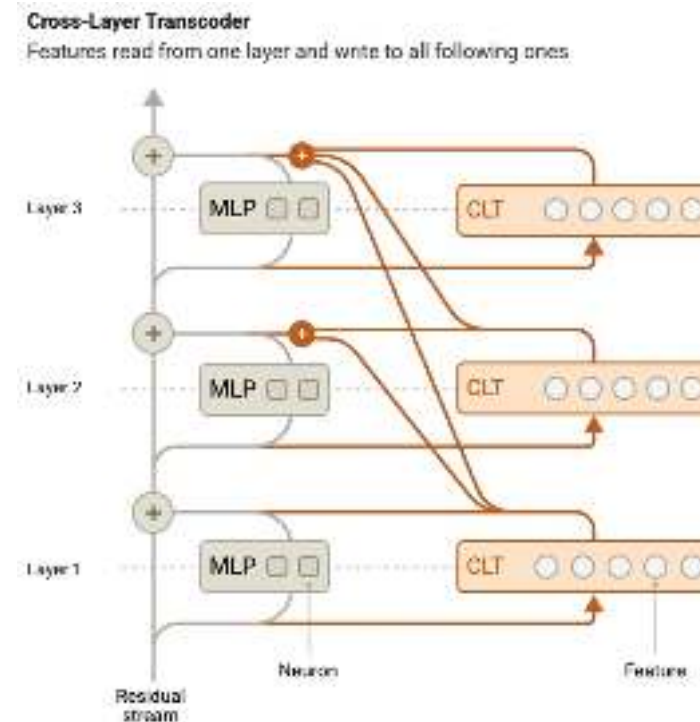 Cross-Layer Transcoder
Features read from one layer and write to all following ones
Layer 3
MLP
CLT
Layer 2
MLP
CLT
Layer 1
MLP
CLT
Neuron
Feature
Residual
stream